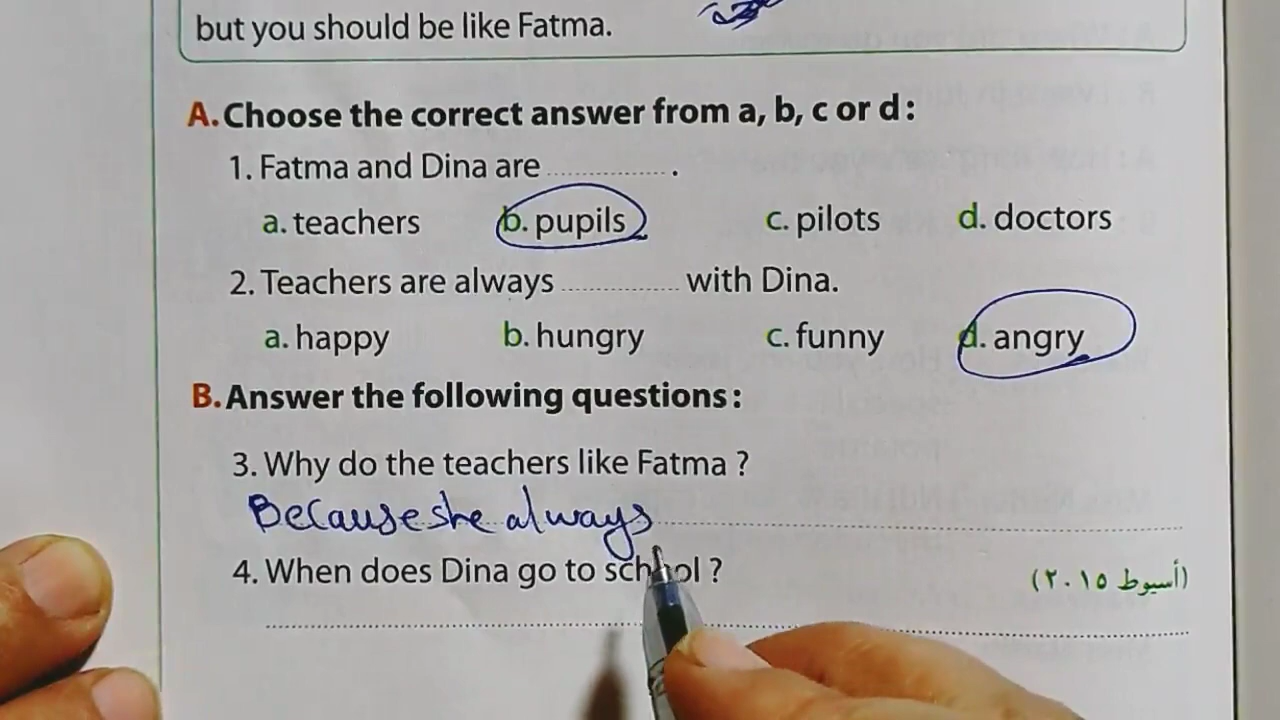 but you should be like Fatma.
A. Choose the correct answer from a, b, c or d:
1. Fatma and Dina are .................... .
a. teachers b. pupils c. pilots d. doctors
2. Teachers are always .................... with Dina.
a. happy b. hungry c. funny d. angry
B. Answer the following questions:
3. Why do the teachers like Fatma ?
Because she always
4. When does Dina go to school ?
(أسيوط ٢٠١٥)